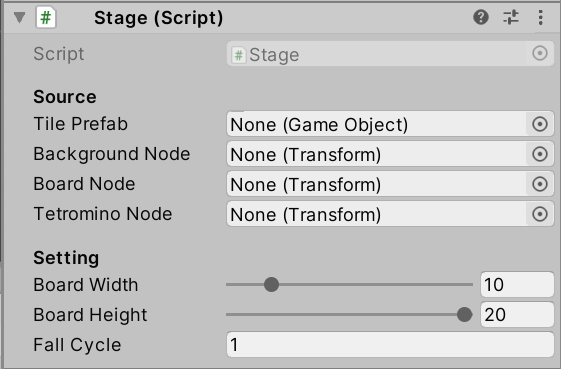 # Stage (Script)
Script # Stage
Source
Tile Prefab None (Game Object)
Background Node None (Transform)
Board Node None (Transform)
Tetromino Node None (Transform)
Setting
Board Width 10
Board Height 20
Fall Cycle 1